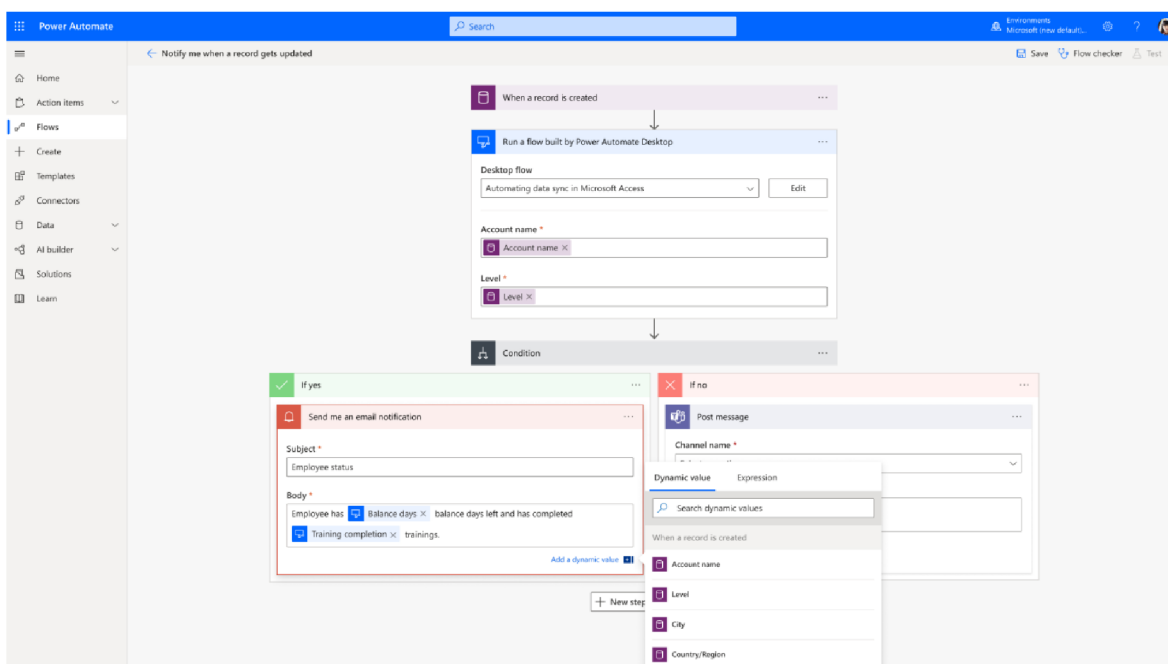 Power Automate
Search
Environments
Microsoft (new default)...
Notify me when a record gets updated
Save
Flow checker
Test
Home
Action items
Flows
Create
Templates
Connectors
Data
AI builder
Solutions
Learn
When a record is created
Run a flow built by Power Automate Desktop
Desktop flow
Automating data sync in Microsoft Access
Edit
Account name *
Account name ×
Level *
Level ×
Condition
If yes
Send me an email notification
Subject *
Employee status
Body *
Employee has Balance days × balance days left and has completed
Training completion × trainings.
Add a dynamic value
If no
Post message
Channel name *
New step
Dynamic value
Expression
Search dynamic values
When a record is created
Account name
Level
City
Country/Region